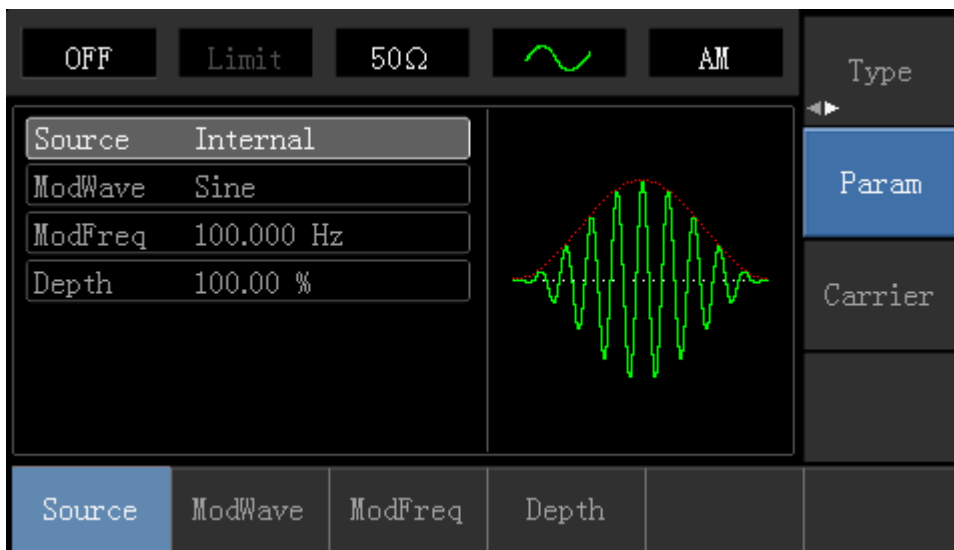 OFF Limit 50Ω AM
Type
Source Internal
ModWave Sine
ModFreq 100.000 Hz
Depth 100.00 %
Param
Carrier
Source ModWave ModFreq Depth